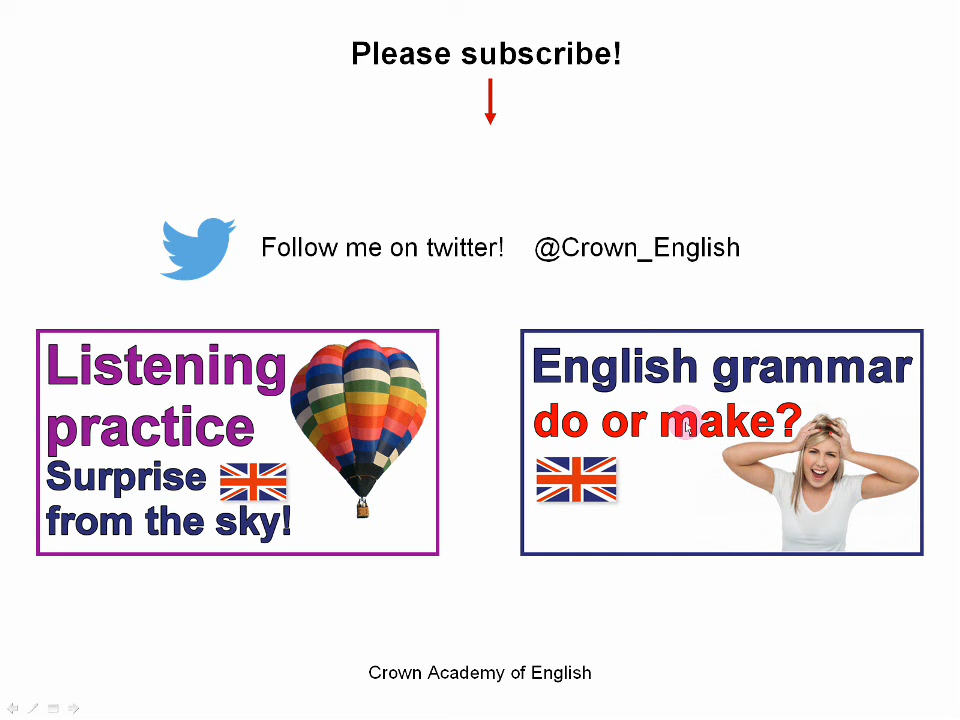 Please subscribe!
Follow me on twitter! @Crown_English
Listening
practice
Surprise
from the sky!
English grammar
do or make?
Crown Academy of English